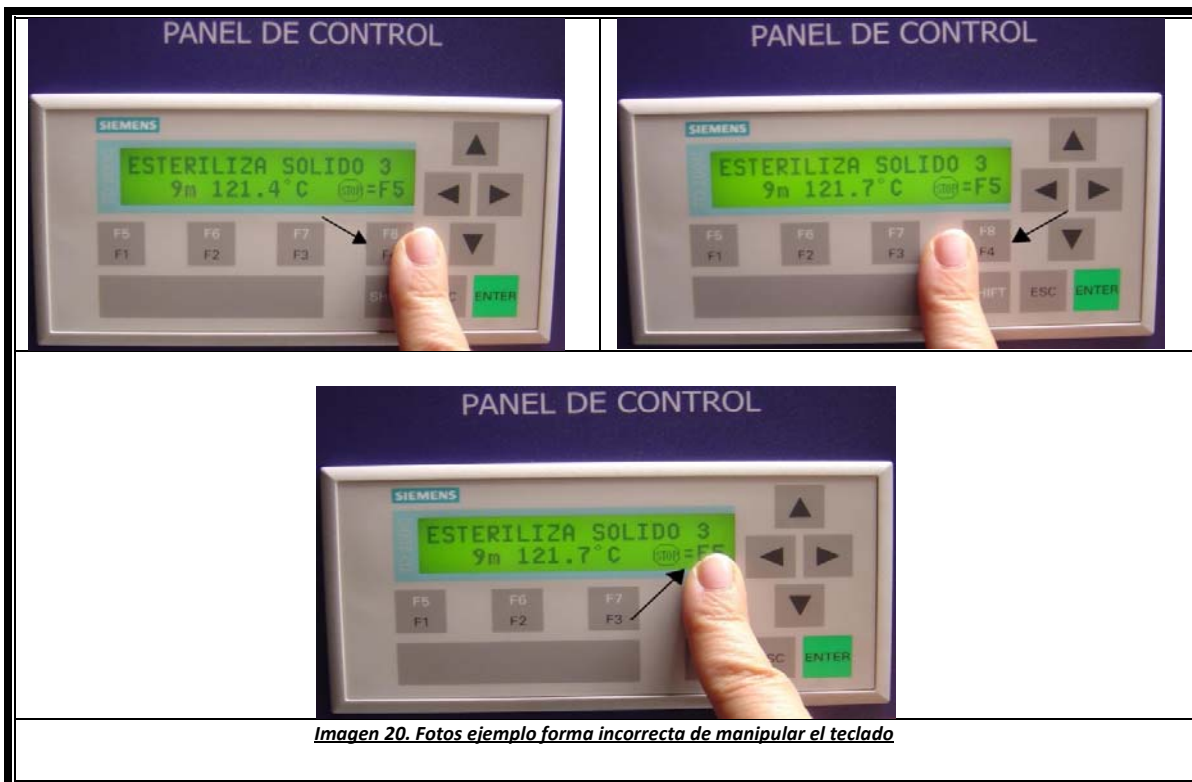 PANEL DE CONTROL
SIEMENS
ESTERILIZA SOLIDO 3
9m 121.4°C STOP=F5
F5 F6 F7 F8
F1 F2 F3
ENTER
PANEL DE CONTROL
SIEMENS
ESTERILIZA SOLIDO 3
9m 121.7°C STOP=F5
F5 F6 F7 F8
F1 F2 F3 F4
ESC ENTER
PANEL DE CONTROL
SIEMENS
ESTERILIZA SOLIDO 3
9m 121.7°C STOP=F5
F5 F6 F7
F1 F2 F3
ENTER
Imagen 20. Fotos ejemplo forma incorrecta de manipular el teclado